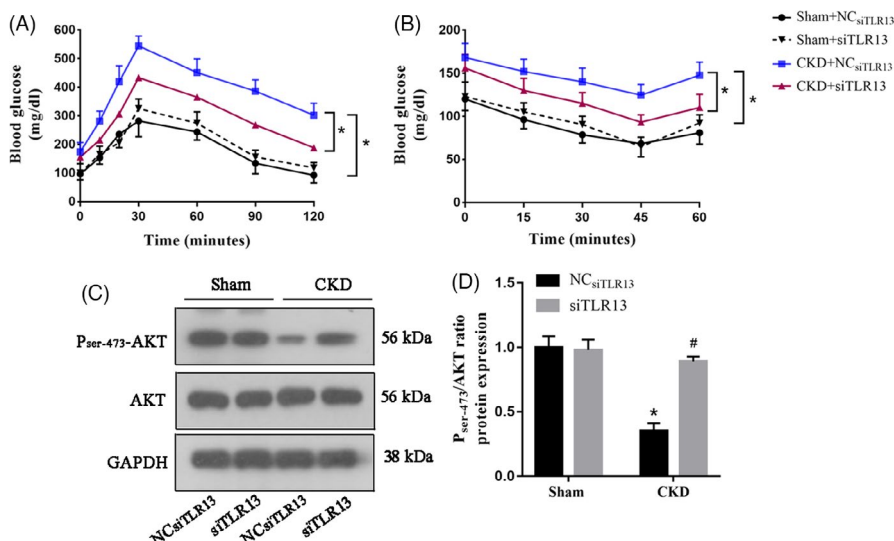 (A)
Blood glucose
(mg/dl)
600
500
400
300
200
100
0
0 30 60 90 120
Time (minutes)
*
*
(B)
Blood glucose
(mg/dl)
200
150
100
50
0
0 15 30 45 60
Time (minutes)
*
*
Sham+NCsiTLR13
Sham+siTLR13
CKD+NCsiTLR13
CKD+siTLR13
(C)
Sham CKD
Pser-473-AKT 56 kDa
AKT 56 kDa
GAPDH 38 kDa
NCsiTLR13 siTLR13 NCsiTLR13 siTLR13
(D)
NCsiTLR13
siTLR13
Pser-473/AKT ratio
protein expression
1.5
1.0
0.5
0.0
*
#
Sham CKD